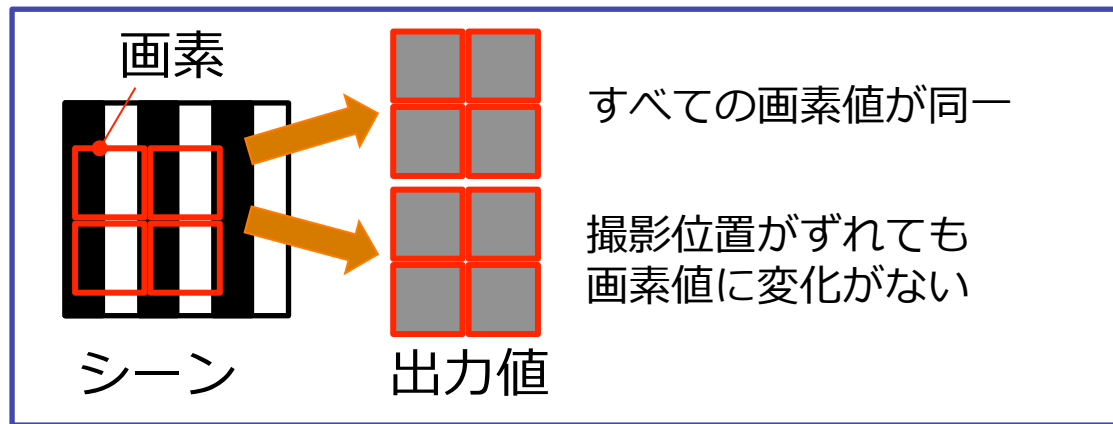 画素
すべての画素値が同一
撮影位置がずれても
画素値に変化がない
シーン
出力値